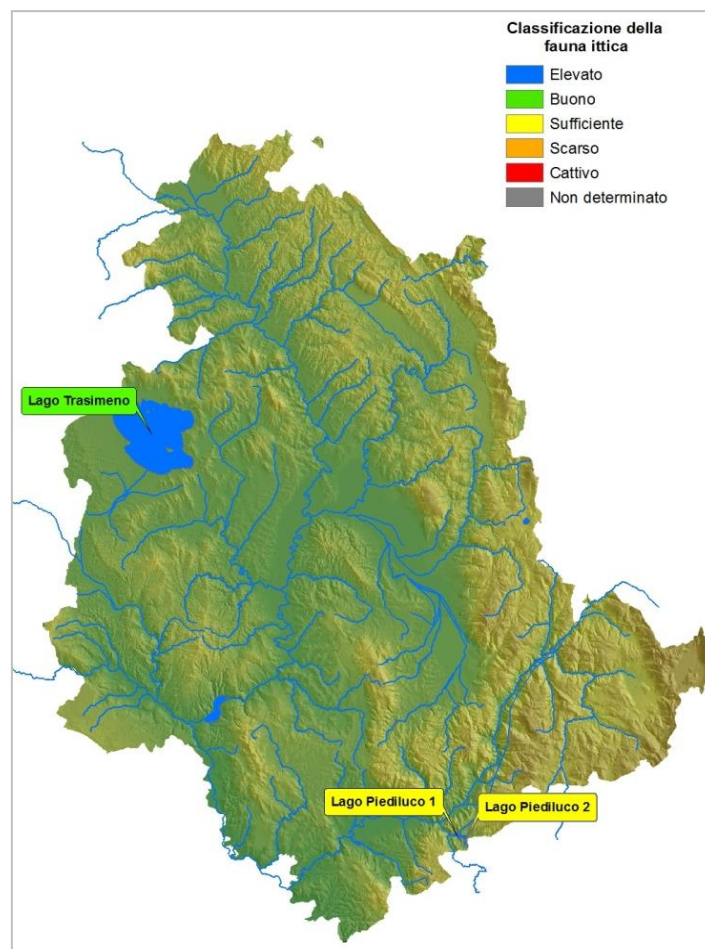 Classificazione della
fauna ittica
Elevato
Buono
Sufficiente
Scarso
Cattivo
Non determinato
Lago Trasimeno
Lago Piediluco 1
Lago Piediluco 2